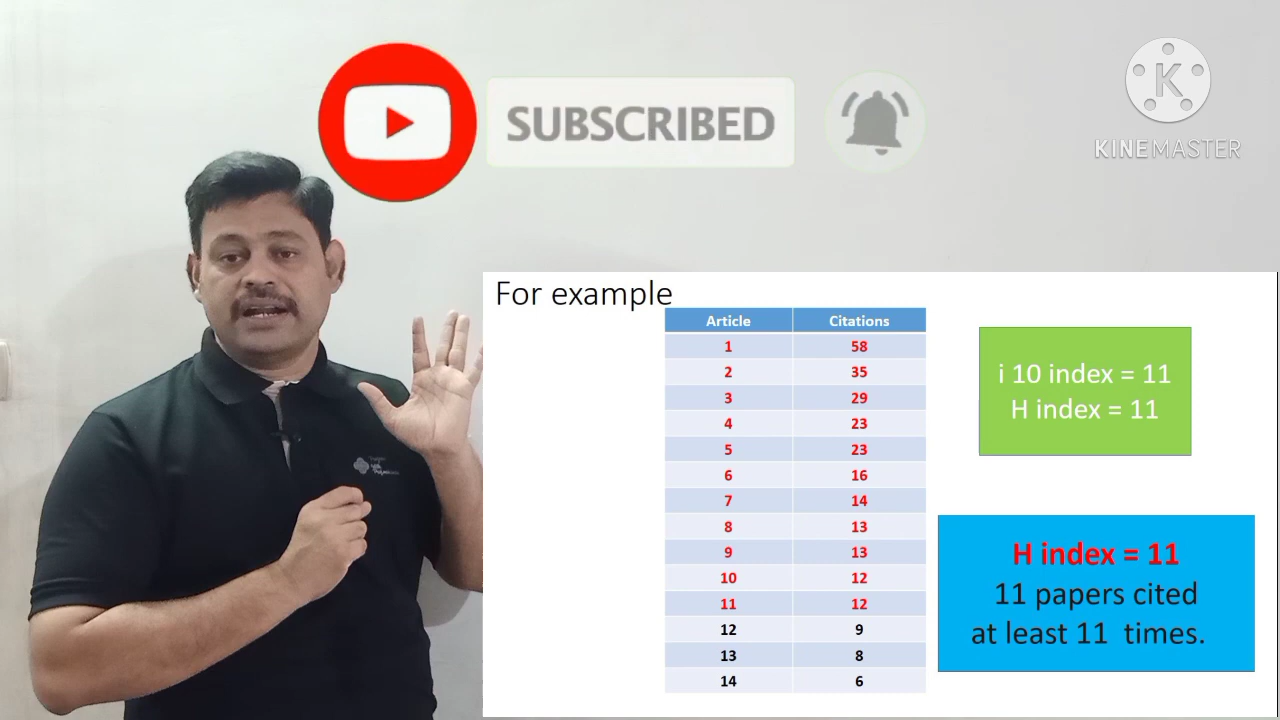 SUBSCRIBED
K
KINEMASTER
For example
Article Citations
1 58
2 35
3 29
4 23
5 23
6 16
7 14
8 13
9 13
10 12
11 12
12 9
13 8
14 6
i 10 index = 11
H index = 11
H index = 11
11 papers cited
at least 11 times.